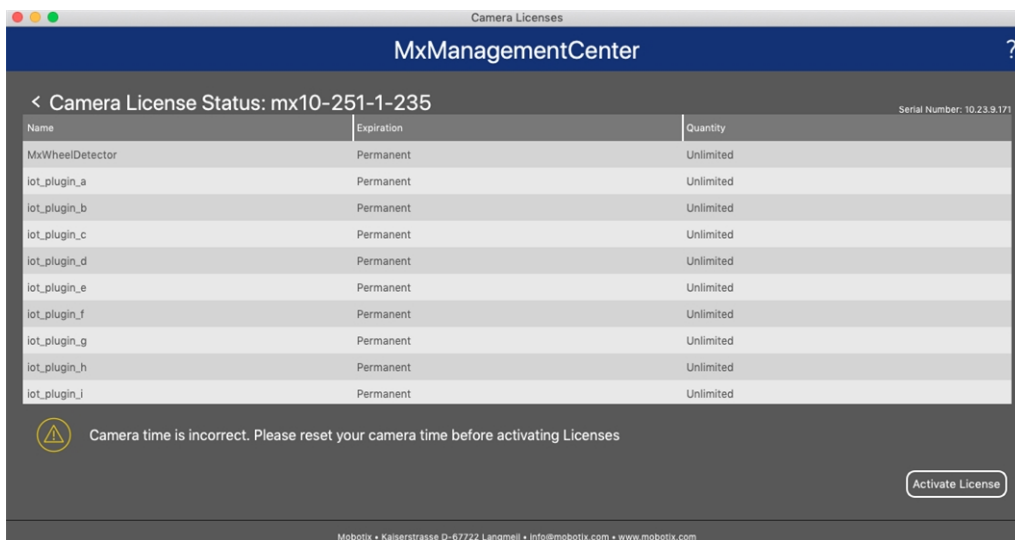 Camera Licenses
MxManagementCenter
?
< Camera License Status: mx10-251-1-235
Serial Number: 10.23.9.171
Name Expiration Quantity
MxWheelDetector Permanent Unlimited
iot_plugin_a Permanent Unlimited
iot_plugin_b Permanent Unlimited
iot_plugin_c Permanent Unlimited
iot_plugin_d Permanent Unlimited
iot_plugin_e Permanent Unlimited
iot_plugin_f Permanent Unlimited
iot_plugin_g Permanent Unlimited
iot_plugin_h Permanent Unlimited
iot_plugin_i Permanent Unlimited
Camera time is incorrect. Please reset your camera time before activating Licenses
Activate License
Mobotix • Kaiserstrasse D-67722 Langmeil • info@mobotix.com • www.mobotix.com